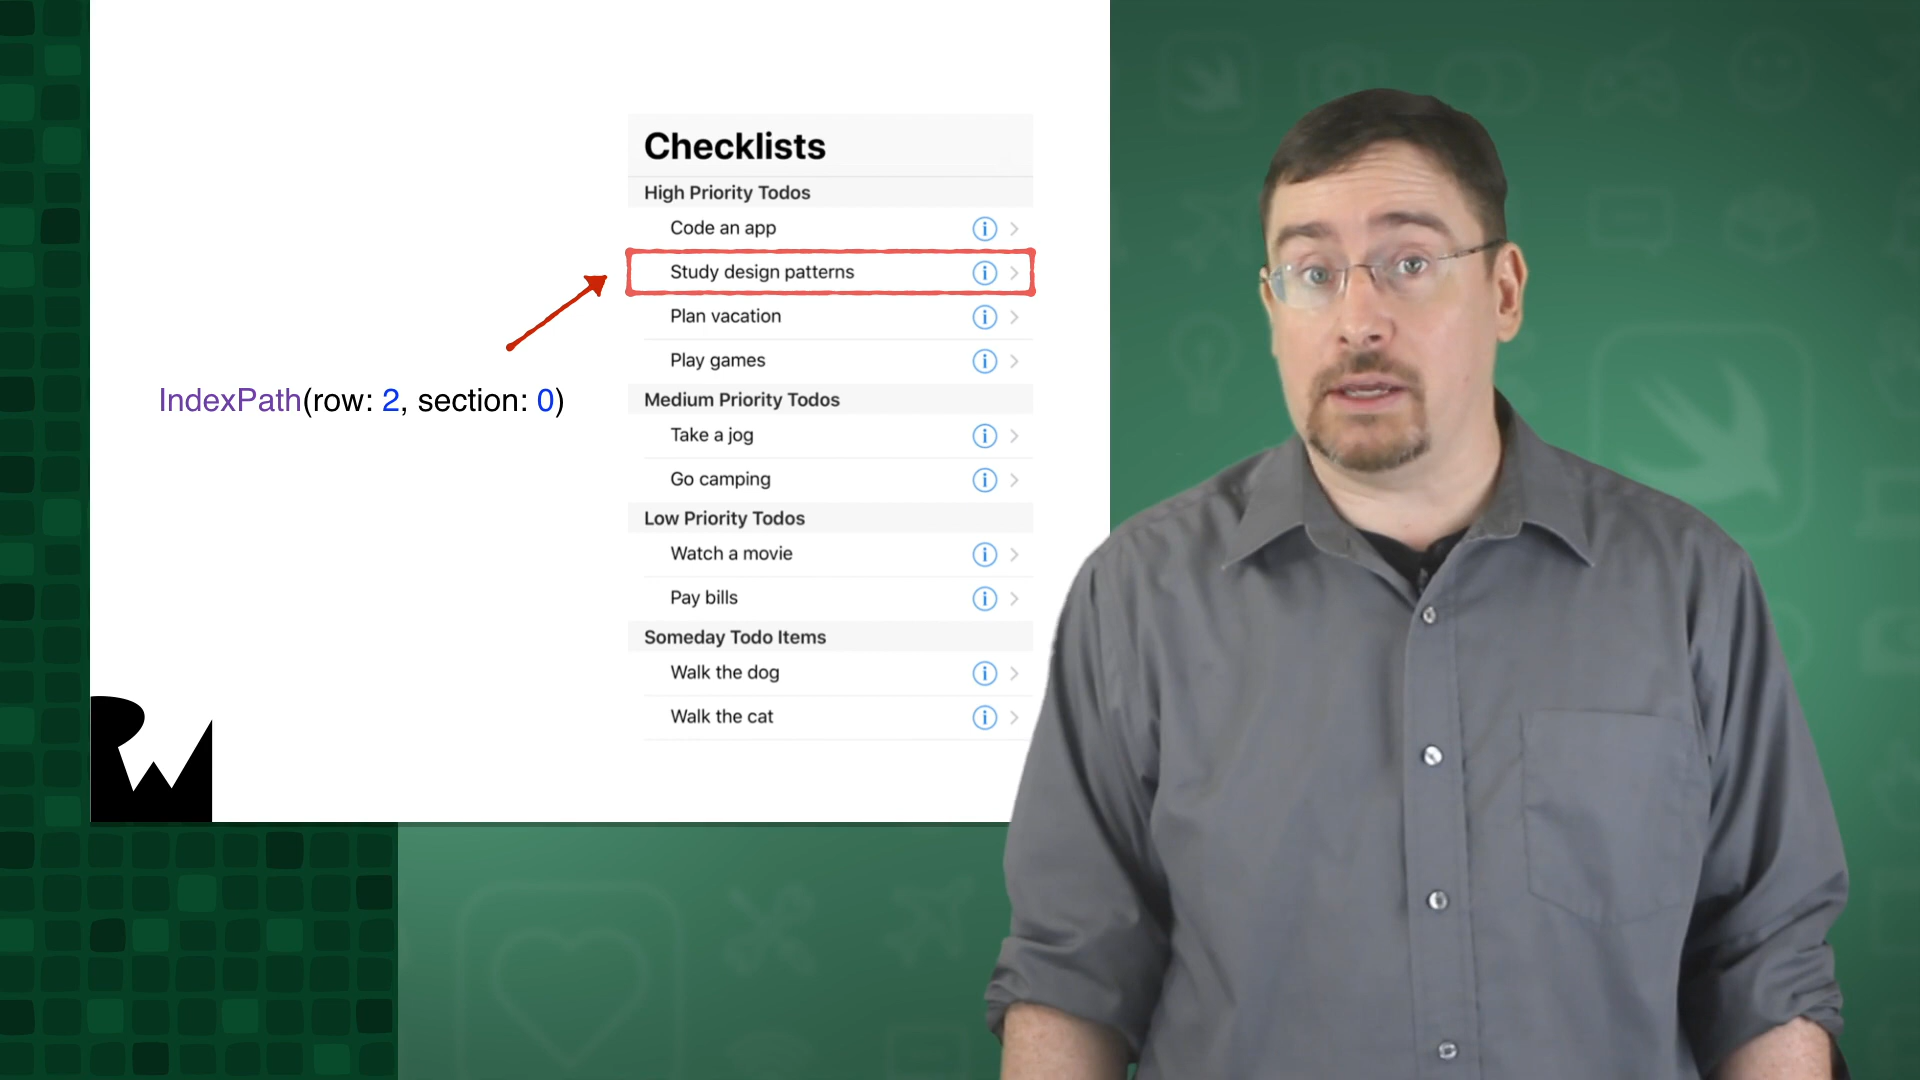 Checklists
High Priority Todos
Code an app
Study design patterns
Plan vacation
Play games
IndexPath(row: 2, section: 0)
Medium Priority Todos
Take a jog
Go camping
Low Priority Todos
Watch a movie
Pay bills
Someday Todo Items
Walk the dog
Walk the cat